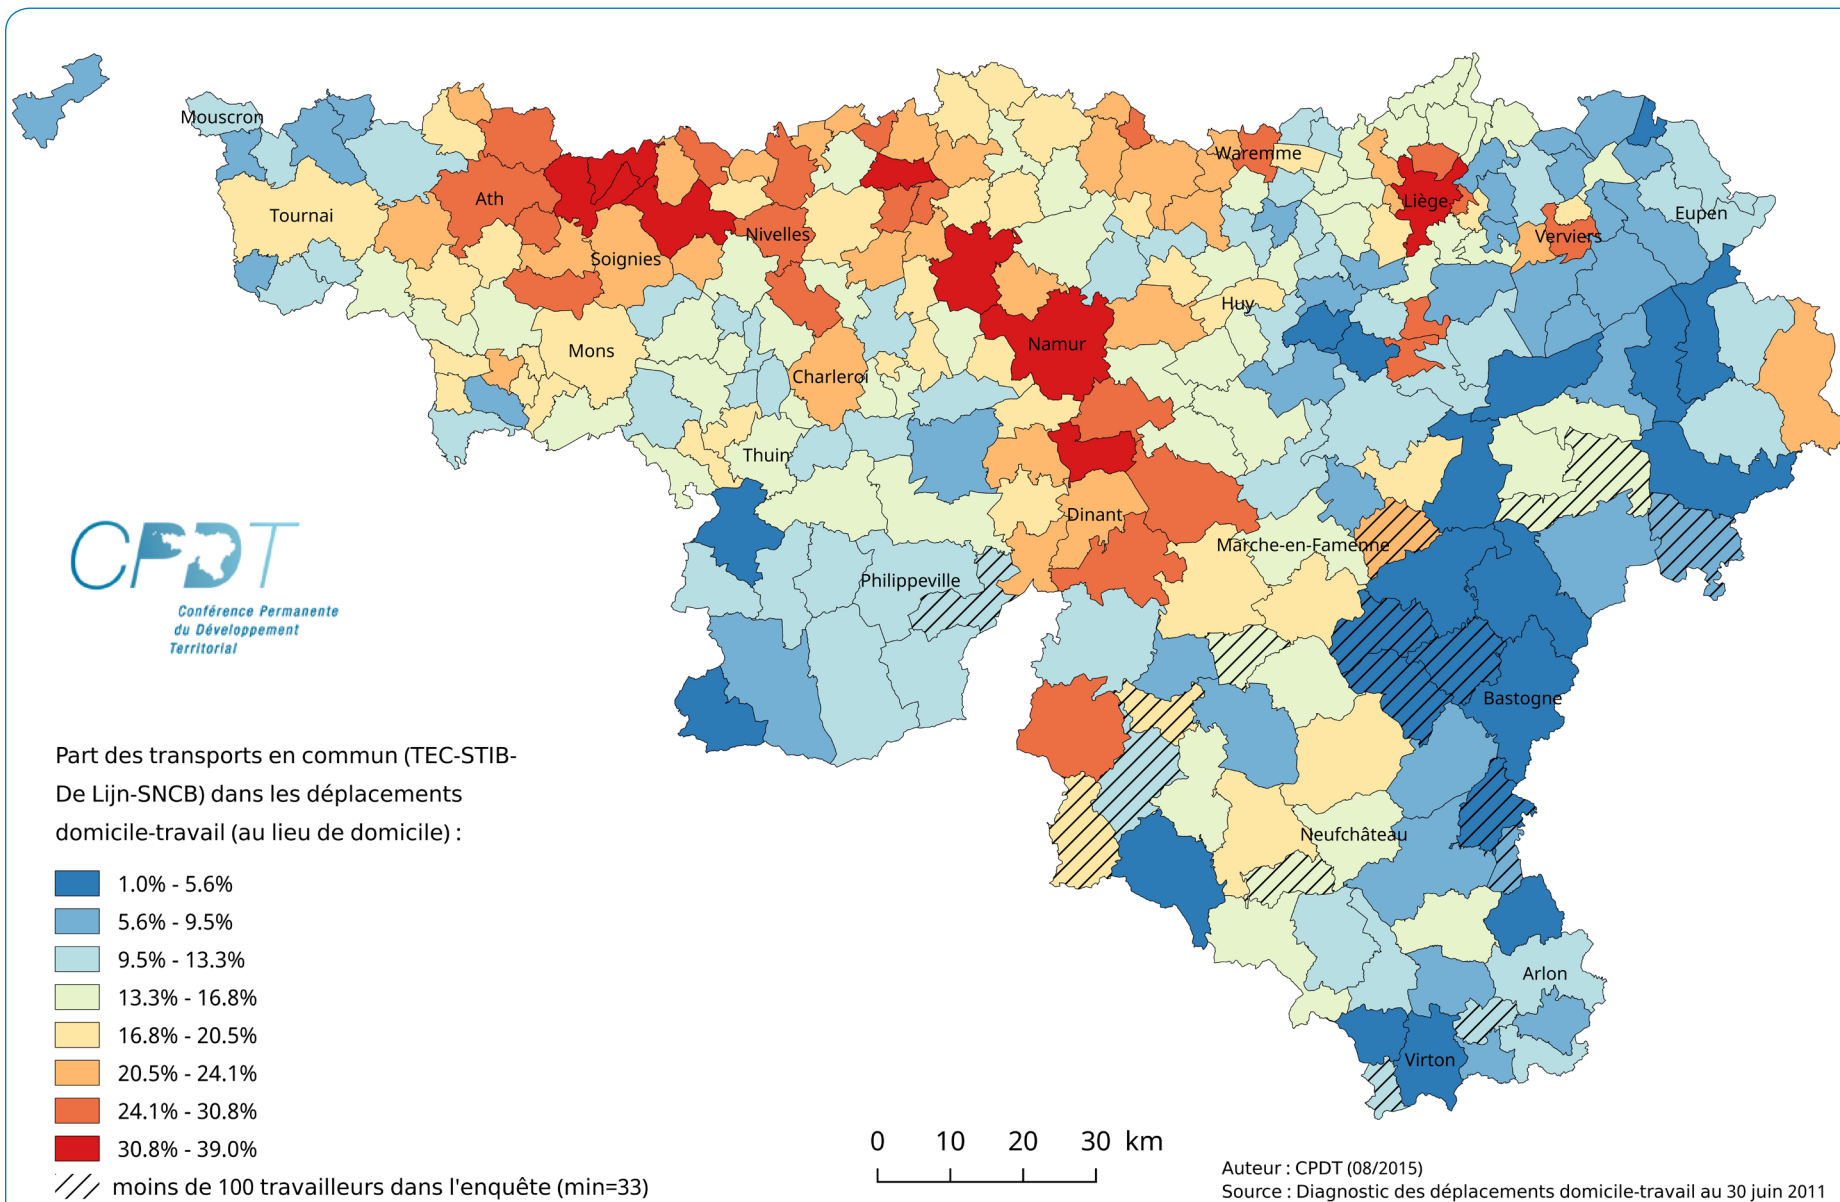 Mouscron
Waremme
Ath
Liège
Tournai
Eupen
Nivelles
Verviers
Soignies
Huy
Namur
Mons
Charleroi
Thuin
Dinant
Marche-en-Famenne
Philippeville
Bastogne
Neufchâteau
Arlon
Virton
CPDT
Conférence Permanente
du Développement
Territorial
Part des transports en commun (TEC-STIB-
De Lijn-SNCB) dans les déplacements
domicile-travail (au lieu de domicile) :
1.0% - 5.6%
5.6% - 9.5%
9.5% - 13.3%
13.3% - 16.8%
16.8% - 20.5%
20.5% - 24.1%
24.1% - 30.8%
30.8% - 39.0%
moins de 100 travailleurs dans l'enquête (min=33)
0 10 20 30 km
Auteur : CPDT (08/2015)
Source : Diagnostic des déplacements domicile-travail au 30 juin 2011